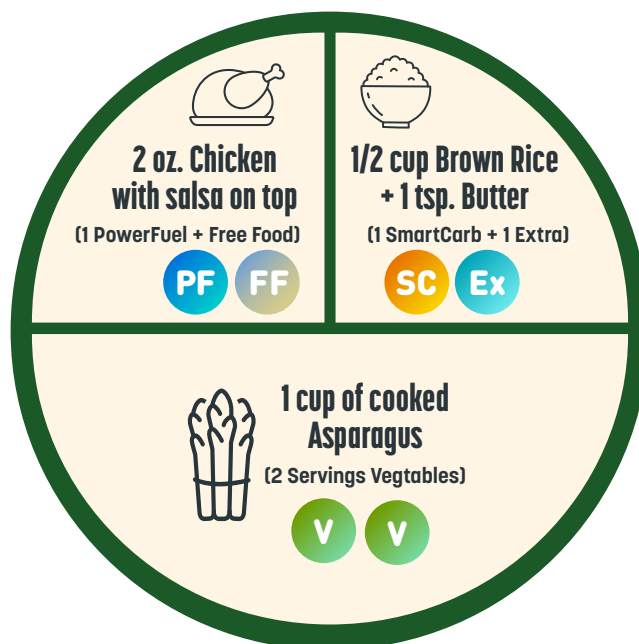 2 oz. Chicken
with salsa on top
(1 PowerFuel + Free Food)
PF FF
1/2 cup Brown Rice
+ 1 tsp. Butter
(1 SmartCarb + 1 Extra)
SC Ex
1 cup of cooked
Asparagus
(2 Servings Vegtables)
V V